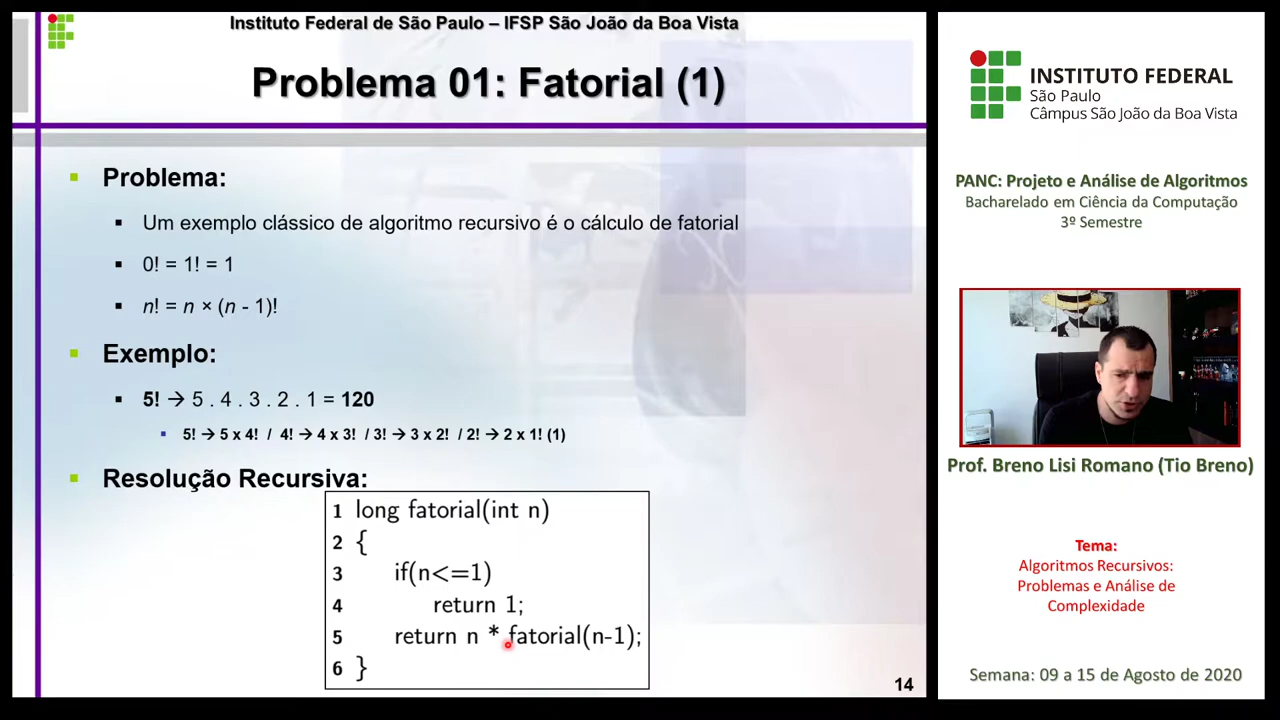 Instituto Federal de São Paulo – IFSP São João da Boa Vista
Problema 01: Fatorial (1)
▪ Problema:
▪ Um exemplo clássico de algoritmo recursivo é o cálculo de fatorial
▪ 0! = 1! = 1
▪ n! = n × (n - 1)!
▪ Exemplo:
▪ 5! → 5 . 4 . 3 . 2 . 1 = 120
▪ 5! → 5 x 4! / 4! → 4 x 3! / 3! → 3 x 2! / 2! → 2 x 1! (1)
▪ Resolução Recursiva:
1 long fatorial(int n)
2 {
3 if(n<=1)
4 return 1;
5 return n * fatorial(n-1);
6 }
14
INSTITUTO FEDERAL
São Paulo
Câmpus São João da Boa Vista
PANC: Projeto e Análise de Algoritmos
Bacharelado em Ciência da Computação
3º Semestre
Prof. Breno Lisi Romano (Tio Breno)
Tema:
Algoritmos Recursivos:
Problemas e Análise de
Complexidade
Semana: 09 a 15 de Agosto de 2020